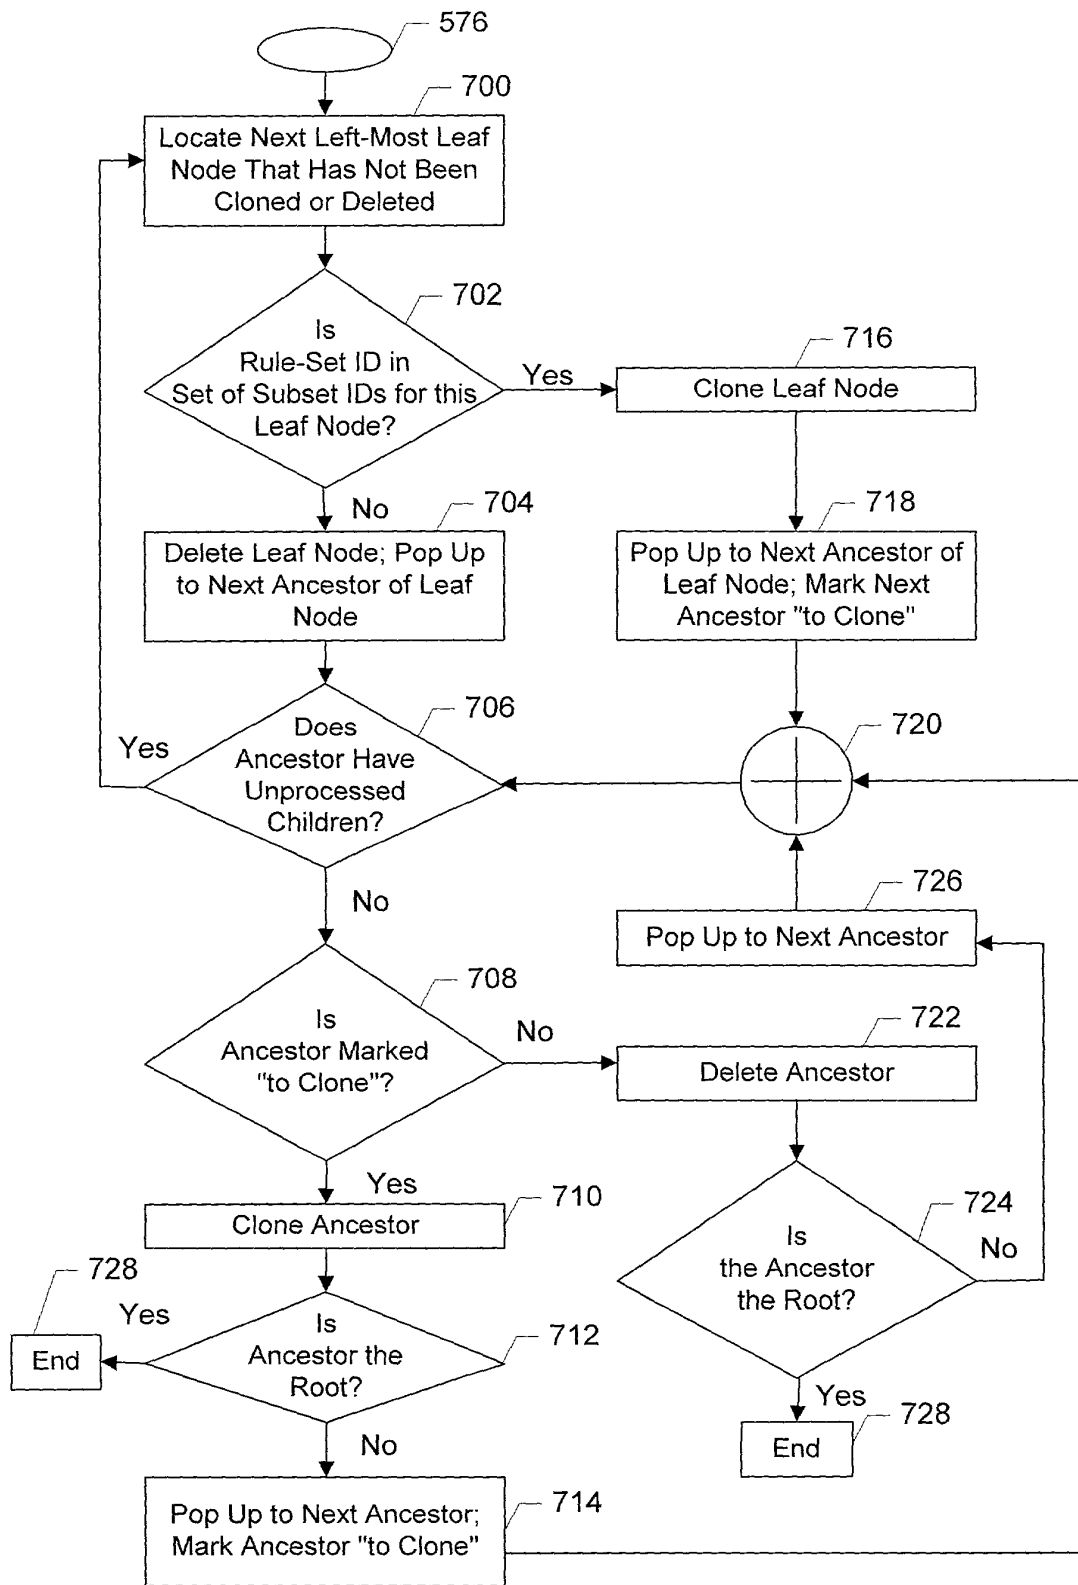 576
700
Locate Next Left-Most Leaf
Node That Has Not Been
Cloned or Deleted
702
Is
Rule-Set ID in
Set of Subset IDs for this
Leaf Node?
Yes
716
Clone Leaf Node
No
704
Delete Leaf Node; Pop Up
to Next Ancestor of Leaf
Node
718
Pop Up to Next Ancestor of
Leaf Node; Mark Next
Ancestor "to Clone"
706
Does
Ancestor Have
Unprocessed
Children?
Yes
720
No
726
Pop Up to Next Ancestor
708
Is
Ancestor Marked
"to Clone"?
No
722
Delete Ancestor
Yes
710
Clone Ancestor
724
Is
the Ancestor
the Root?
No
728
Yes
End
712
Is
Ancestor the
Root?
Yes
728
End
No
714
Pop Up to Next Ancestor;
Mark Ancestor "to Clone"